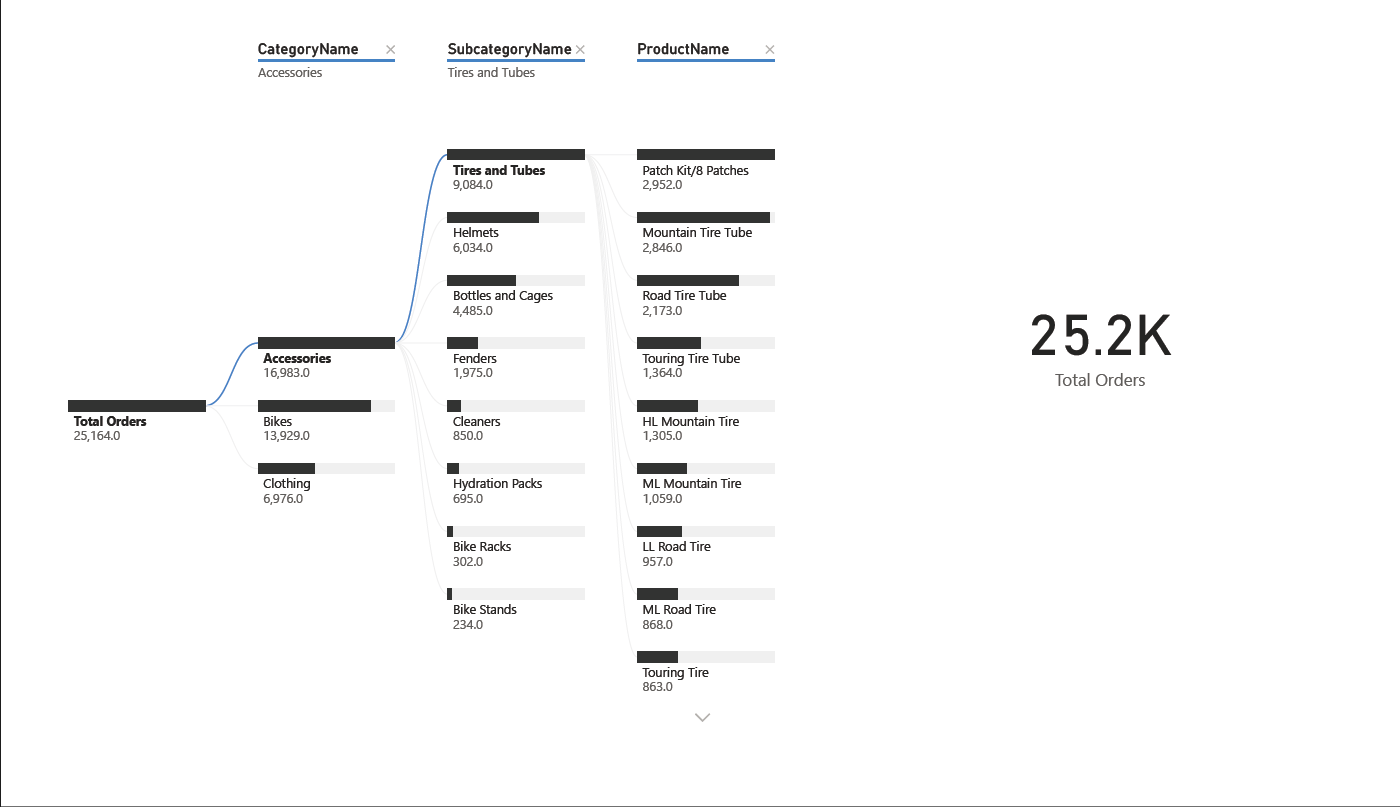 CategoryName
Accessories
SubcategoryName
Tires and Tubes
ProductName
Total Orders
25,164.0
Accessories
16,983.0
Bikes
13,929.0
Clothing
6,976.0
Tires and Tubes
9,084.0
Helmets
6,034.0
Bottles and Cages
4,485.0
Fenders
1,975.0
Cleaners
850.0
Hydration Packs
695.0
Bike Racks
302.0
Bike Stands
234.0
Patch Kit/8 Patches
2,952.0
Mountain Tire Tube
2,846.0
Road Tire Tube
2,173.0
Touring Tire Tube
1,364.0
HL Mountain Tire
1,305.0
ML Mountain Tire
1,059.0
LL Road Tire
957.0
ML Road Tire
868.0
Touring Tire
863.0
25.2K
Total Orders